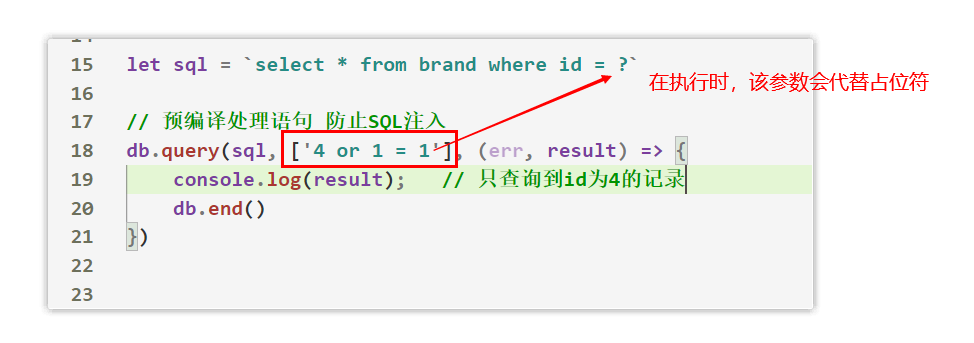 15 let sql = `select * from brand where id = ?`
在执行时，该参数会代替占位符
16
17 // 预编译处理语句 防止SQL注入
18 db.query(sql, ['4 or 1 = 1'], (err, result) => {
19 console.log(result); // 只查询到id为4的记录
20 db.end()
21 })
22
23